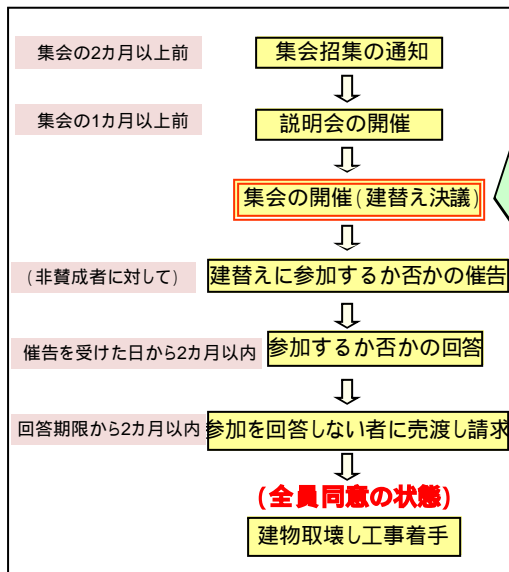 集会の2カ月以上前
集会招集の通知
集会の1カ月以上前
説明会の開催
集会の開催(建替え決議)
(非賛成者に対して)
建替えに参加するか否かの催告
催告を受けた日から2カ月以内
参加するか否かの回答
回答期限から2カ月以内
参加を回答しない者に売渡し請求
(全員同意の状態)
建物取壊し工事着手